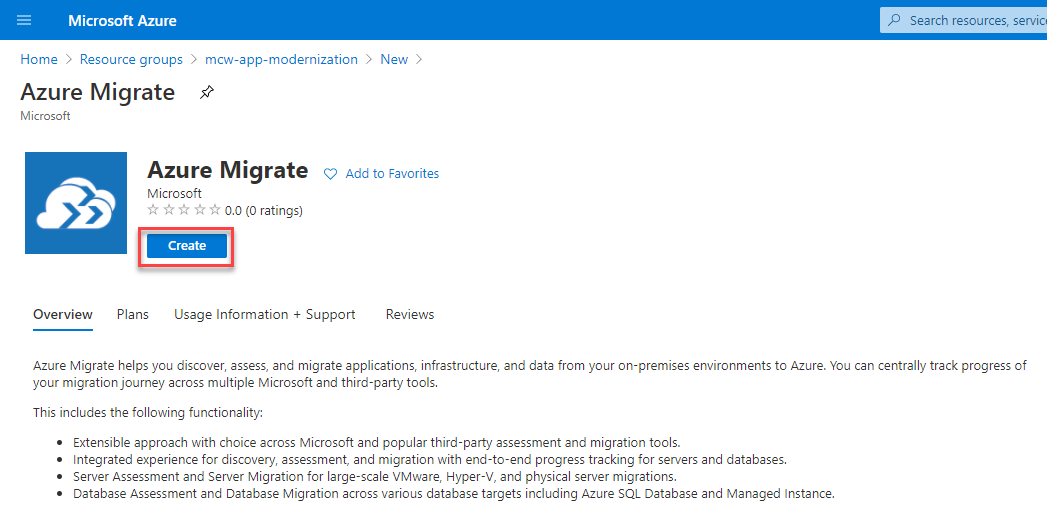 Microsoft Azure
Search resources, servic
Home > Resource groups > mcw-app-modernization > New >
Azure Migrate
Microsoft
Azure Migrate
Add to Favorites
Microsoft
0.0 (0 ratings)
Create
Overview
Plans
Usage Information + Support
Reviews
Azure Migrate helps you discover, assess, and migrate applications, infrastructure, and data from your on-premises environments to Azure. You can centrally track progress of
your migration journey across multiple Microsoft and third-party tools.
This includes the following functionality:
• Extensible approach with choice across Microsoft and popular third-party assessment and migration tools.
• Integrated experience for discovery, assessment, and migration with end-to-end progress tracking for servers and databases.
• Server Assessment and Server Migration for large-scale VMware, Hyper-V, and physical server migrations.
• Database Assessment and Database Migration across various database targets including Azure SQL Database and Managed Instance.